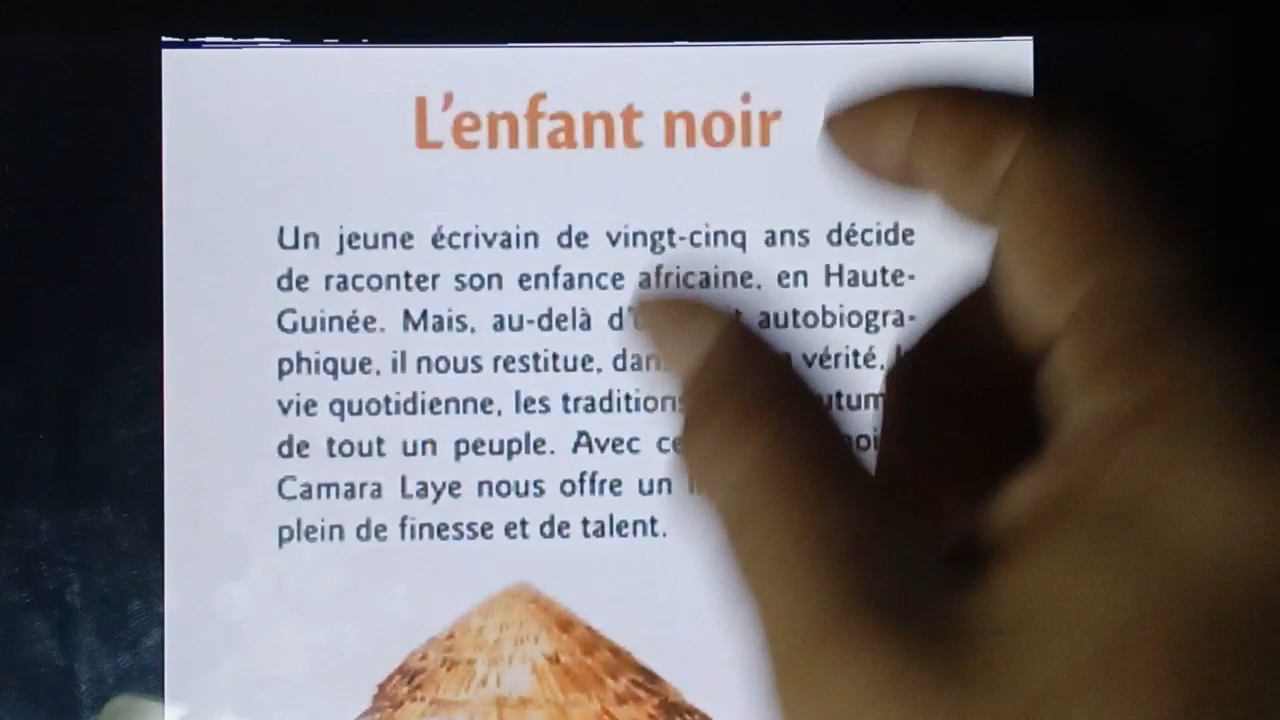 L'enfant noir
Un jeune écrivain de vingt-cinq ans décide
de raconter son enfance africaine, en Haute-
Guinée. Mais, au-delà autobiogra-
phique, il nous restitue, vérité,
vie quotidienne, les traditions
de tout un peuple. Avec
Camara Laye nous offre un
plein de finesse et de talent.